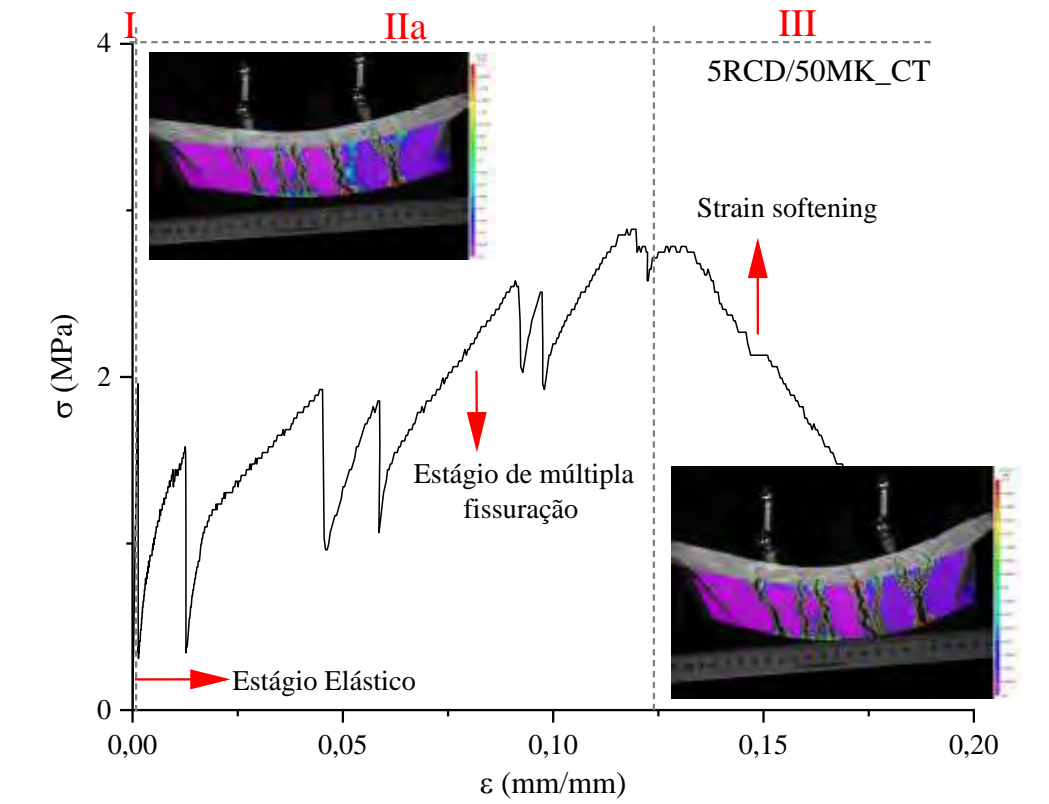 I
IIa
III
4
5RCD/50MK_CT
Strain softening
σ (MPa)
2
Estágio de múltipla
fissuração
Estágio Elástico
0
0,00
0,05
0,10
0,15
0,20
ε (mm/mm)